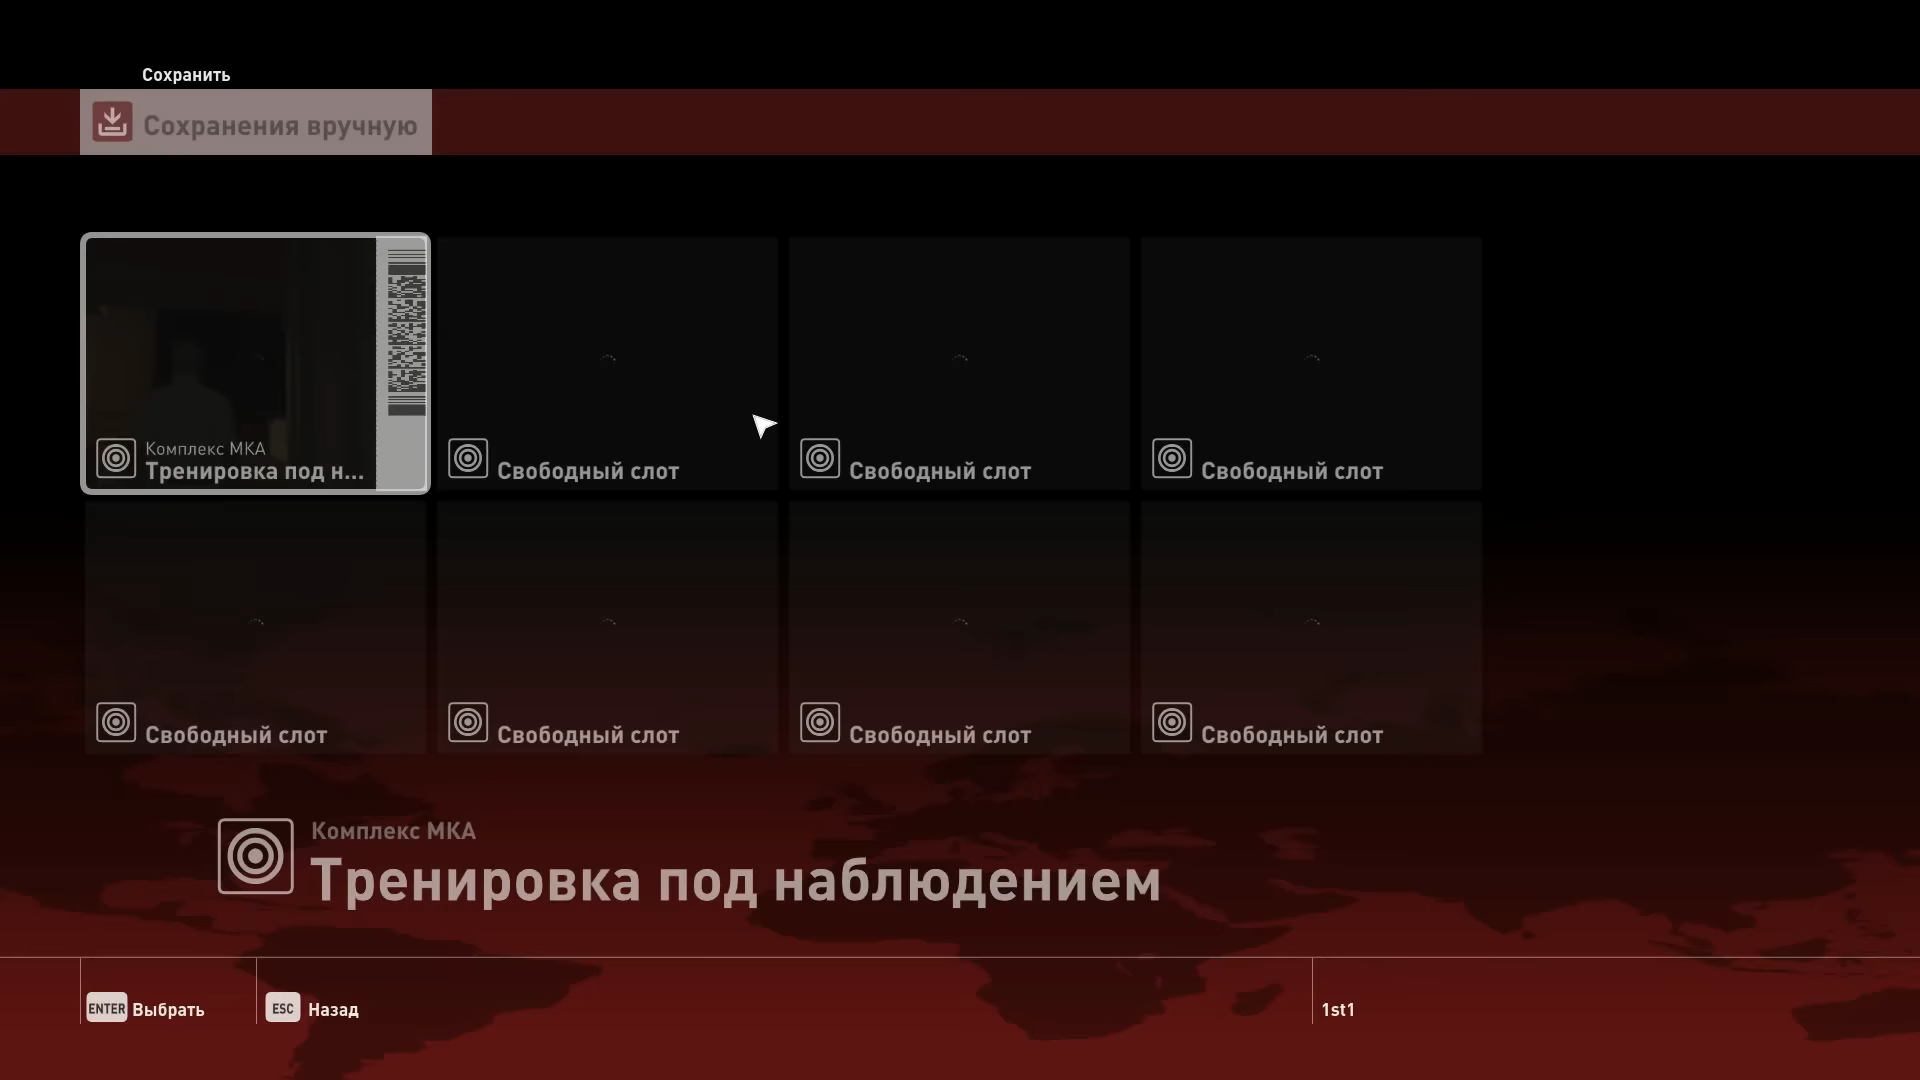 Сохранить
Сохранения вручную
Комплекс МКА
Тренировка под н...
Свободный слот
Свободный слот
Свободный слот
Свободный слот
Свободный слот
Свободный слот
Свободный слот
Комплекс МКА
Тренировка под наблюдением
ENTER Выбрать
ESC Назад
1st1